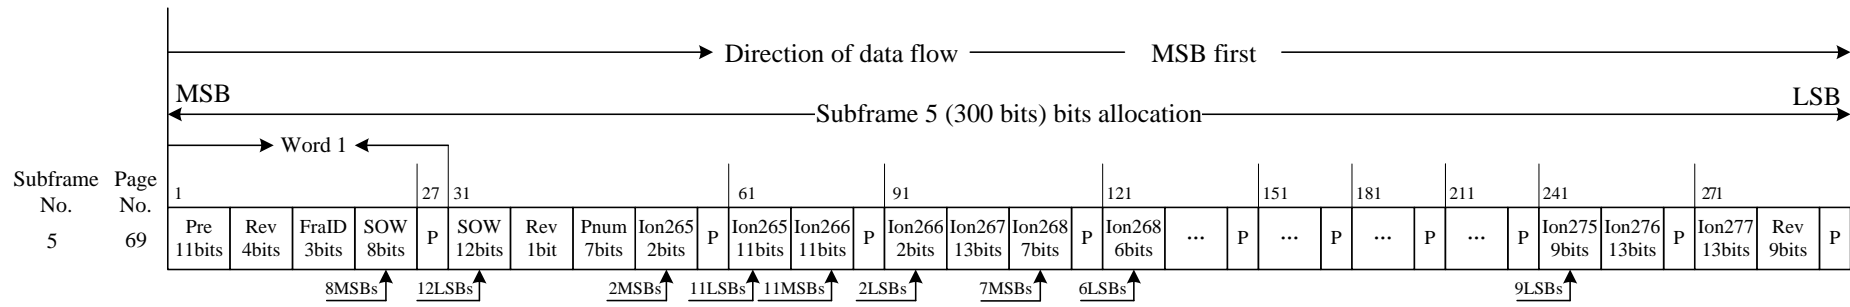 Direction of data flow MSB first
MSB LSB
Subframe 5 (300 bits) bits allocation
Word 1
Subframe No. Page No. 1 27 31 61 91 121 151 181 211 241 271
5 69 Pre 11bits Rev 4bits FraID 3bits SOW 8bits P SOW 12bits Rev 1bit Pnum 7bits Ion265 2bits P Ion265 11bits Ion266 11bits P Ion266 2bits Ion267 13bits Ion268 7bits P Ion268 6bits ... P ... P ... P ... P Ion275 9bits Ion276 13bits P Ion277 13bits Rev 9bits P
8MSBs 12LSBs 2MSBs 11LSBs 11MSBs 2LSBs 7MSBs 6LSBs 9LSBs